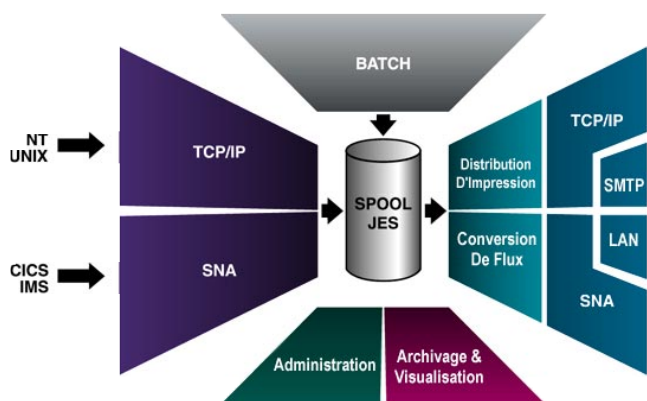 BATCH
NT
UNIX
TCP/IP
SPOOL
JES
Distribution
D'Impression
TCP/IP
SMTP
CICS
IMS
SNA
Conversion
De Flux
LAN
SNA
Administration
Archivage &
Visualisation